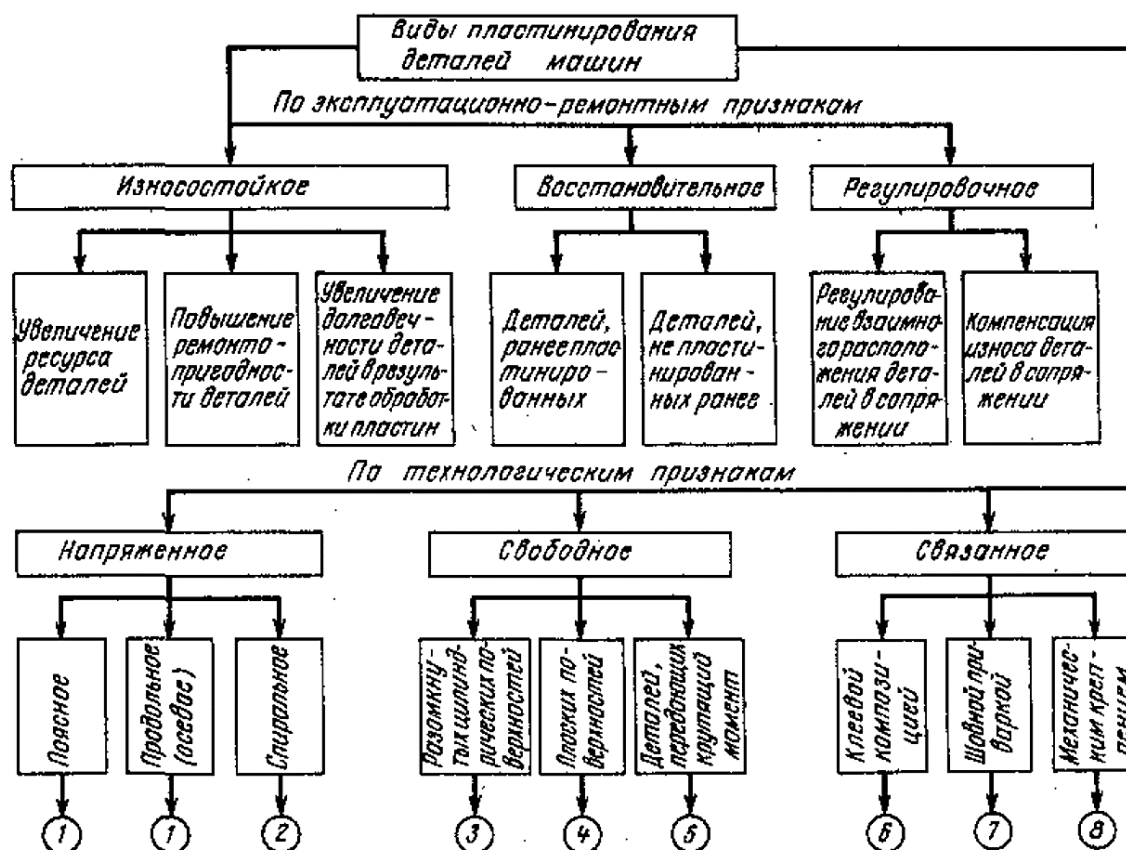 Виды пластинирования
деталей машин
По эксплуатационно-ремонтным признакам
Износостойкое
Восстановительное
Регулировочное
Увеличение
ресурса
деталей
Повышение
ремонто-
пригоднос-
ти деталей
Увеличение
долговеч-
ности дета-
лей в резуль-
тате обработ-
ки пластин
Деталей,
ранее плас
тиниро-
ванных
Деталей,
не пласти-
нирован-
ных ранее
Регулирова-
ние взаимно-
го располо-
жения дета-
лей в сопря-
жении
Компенсация
износа дета-
лей в сопря-
жении
По технологическим признакам
Напряженное
Свободное
Связанное
Поясное
Продольное
(осевое)
Спиральное
Разомкну-
тых цилинд-
рических по-
верхностей
Плоских по-
верхностей
Деталей,
передающих
крутящий
момент
Клеевой
компози-
цией
Шовной при-
варкой
Механичес-
ким креп-
лением
1
1
2
3
4
5
6
7
8